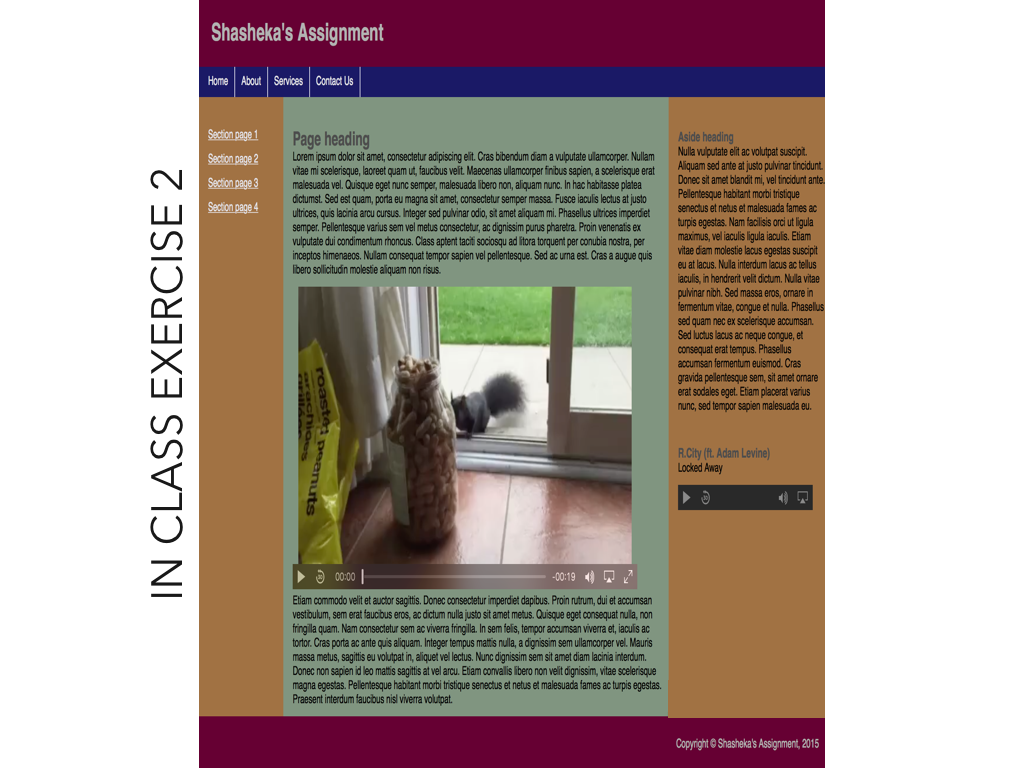 IN CLASS EXERCISE 2
Shasheka's Assignment
Home About Services Contact Us
Section page 1
Section page 2
Section page 3
Section page 4
Page heading
Lorem ipsum dolor sit amet, consectetur adipiscing elit. Cras bibendum diam a vulputate ullamcorper. Nullam
vitae mi scelerisque, laoreet quam ut, faucibus velit. Maecenas ullamcorper finibus sapien, a scelerisque erat
malesuada vel. Quisque eget nunc semper, malesuada libero non, aliquam nunc. In hac habitasse platea
dictumst. Sed est quam, porta eu magna sit amet, consectetur semper massa. Fusce iaculis lectus at justo
ultrices, quis lacinia arcu cursus. Integer sed pulvinar odio, sit amet aliquam mi. Phasellus ultrices imperdiet
semper. Pellentesque varius sem vel metus consectetur, ac dignissim purus pharetra. Proin venenatis ex
vulputate dui condimentum rhoncus. Class aptent taciti sociosqu ad litora torquent per conubia nostra, per
inceptos himenaeos. Nullam consequat tempor sapien vel pellentesque. Sed ac urna est. Cras a augue quis
libero sollicitudin molestie aliquam non risus.
roasted peanuts
arachides
grillées
00:00 -00:19
Etiam commodo velit et auctor sagittis. Donec consectetur imperdiet dapibus. Proin rutrum, dui et accumsan
vestibulum, sem erat faucibus eros, ac dictum nulla justo sit amet metus. Quisque eget consequat nulla, non
fringilla quam. Nam consectetur sem ac viverra fringilla. In sem felis, tempor accumsan viverra et, iaculis ac
tortor. Cras porta ac ante quis aliquam. Integer tempus mattis nulla, a dignissim sem ullamcorper vel. Mauris
massa metus, sagittis eu volutpat in, aliquet vel lectus. Nunc dignissim sem sit amet diam lacinia interdum.
Donec non sapien id leo mattis sagittis at vel arcu. Etiam convallis libero non velit dignissim, vitae scelerisque
magna egestas. Pellentesque habitant morbi tristique senectus et netus et malesuada fames ac turpis egestas.
Praesent interdum faucibus nisl viverra volutpat.
Aside heading
Nulla vulputate elit ac volutpat suscipit.
Aliquam sed ante at justo pulvinar tincidunt.
Donec sit amet blandit mi, vel tincidunt ante.
Pellentesque habitant morbi tristique
senectus et netus et malesuada fames ac
turpis egestas. Nam facilisis orci ut ligula
maximus, vel iaculis ligula iaculis. Etiam
vitae diam molestie lacus egestas suscipit
eu at lacus. Nulla interdum lacus ac tellus
iaculis, in hendrerit velit dictum. Nulla vitae
pulvinar nibh. Sed massa eros, ornare in
fermentum vitae, congue et nulla. Phasellus
sed quam nec ex scelerisque accumsan.
Sed luctus lacus ac neque congue, et
consequat erat tempus. Phasellus
accumsan fermentum euismod. Cras
gravida pellentesque sem, sit amet ornare
erat sodales eget. Etiam placerat varius
nunc, sed tempor sapien malesuada eu.
R.City (ft. Adam Levine)
Locked Away
Copyright © Shasheka's Assignment, 2015